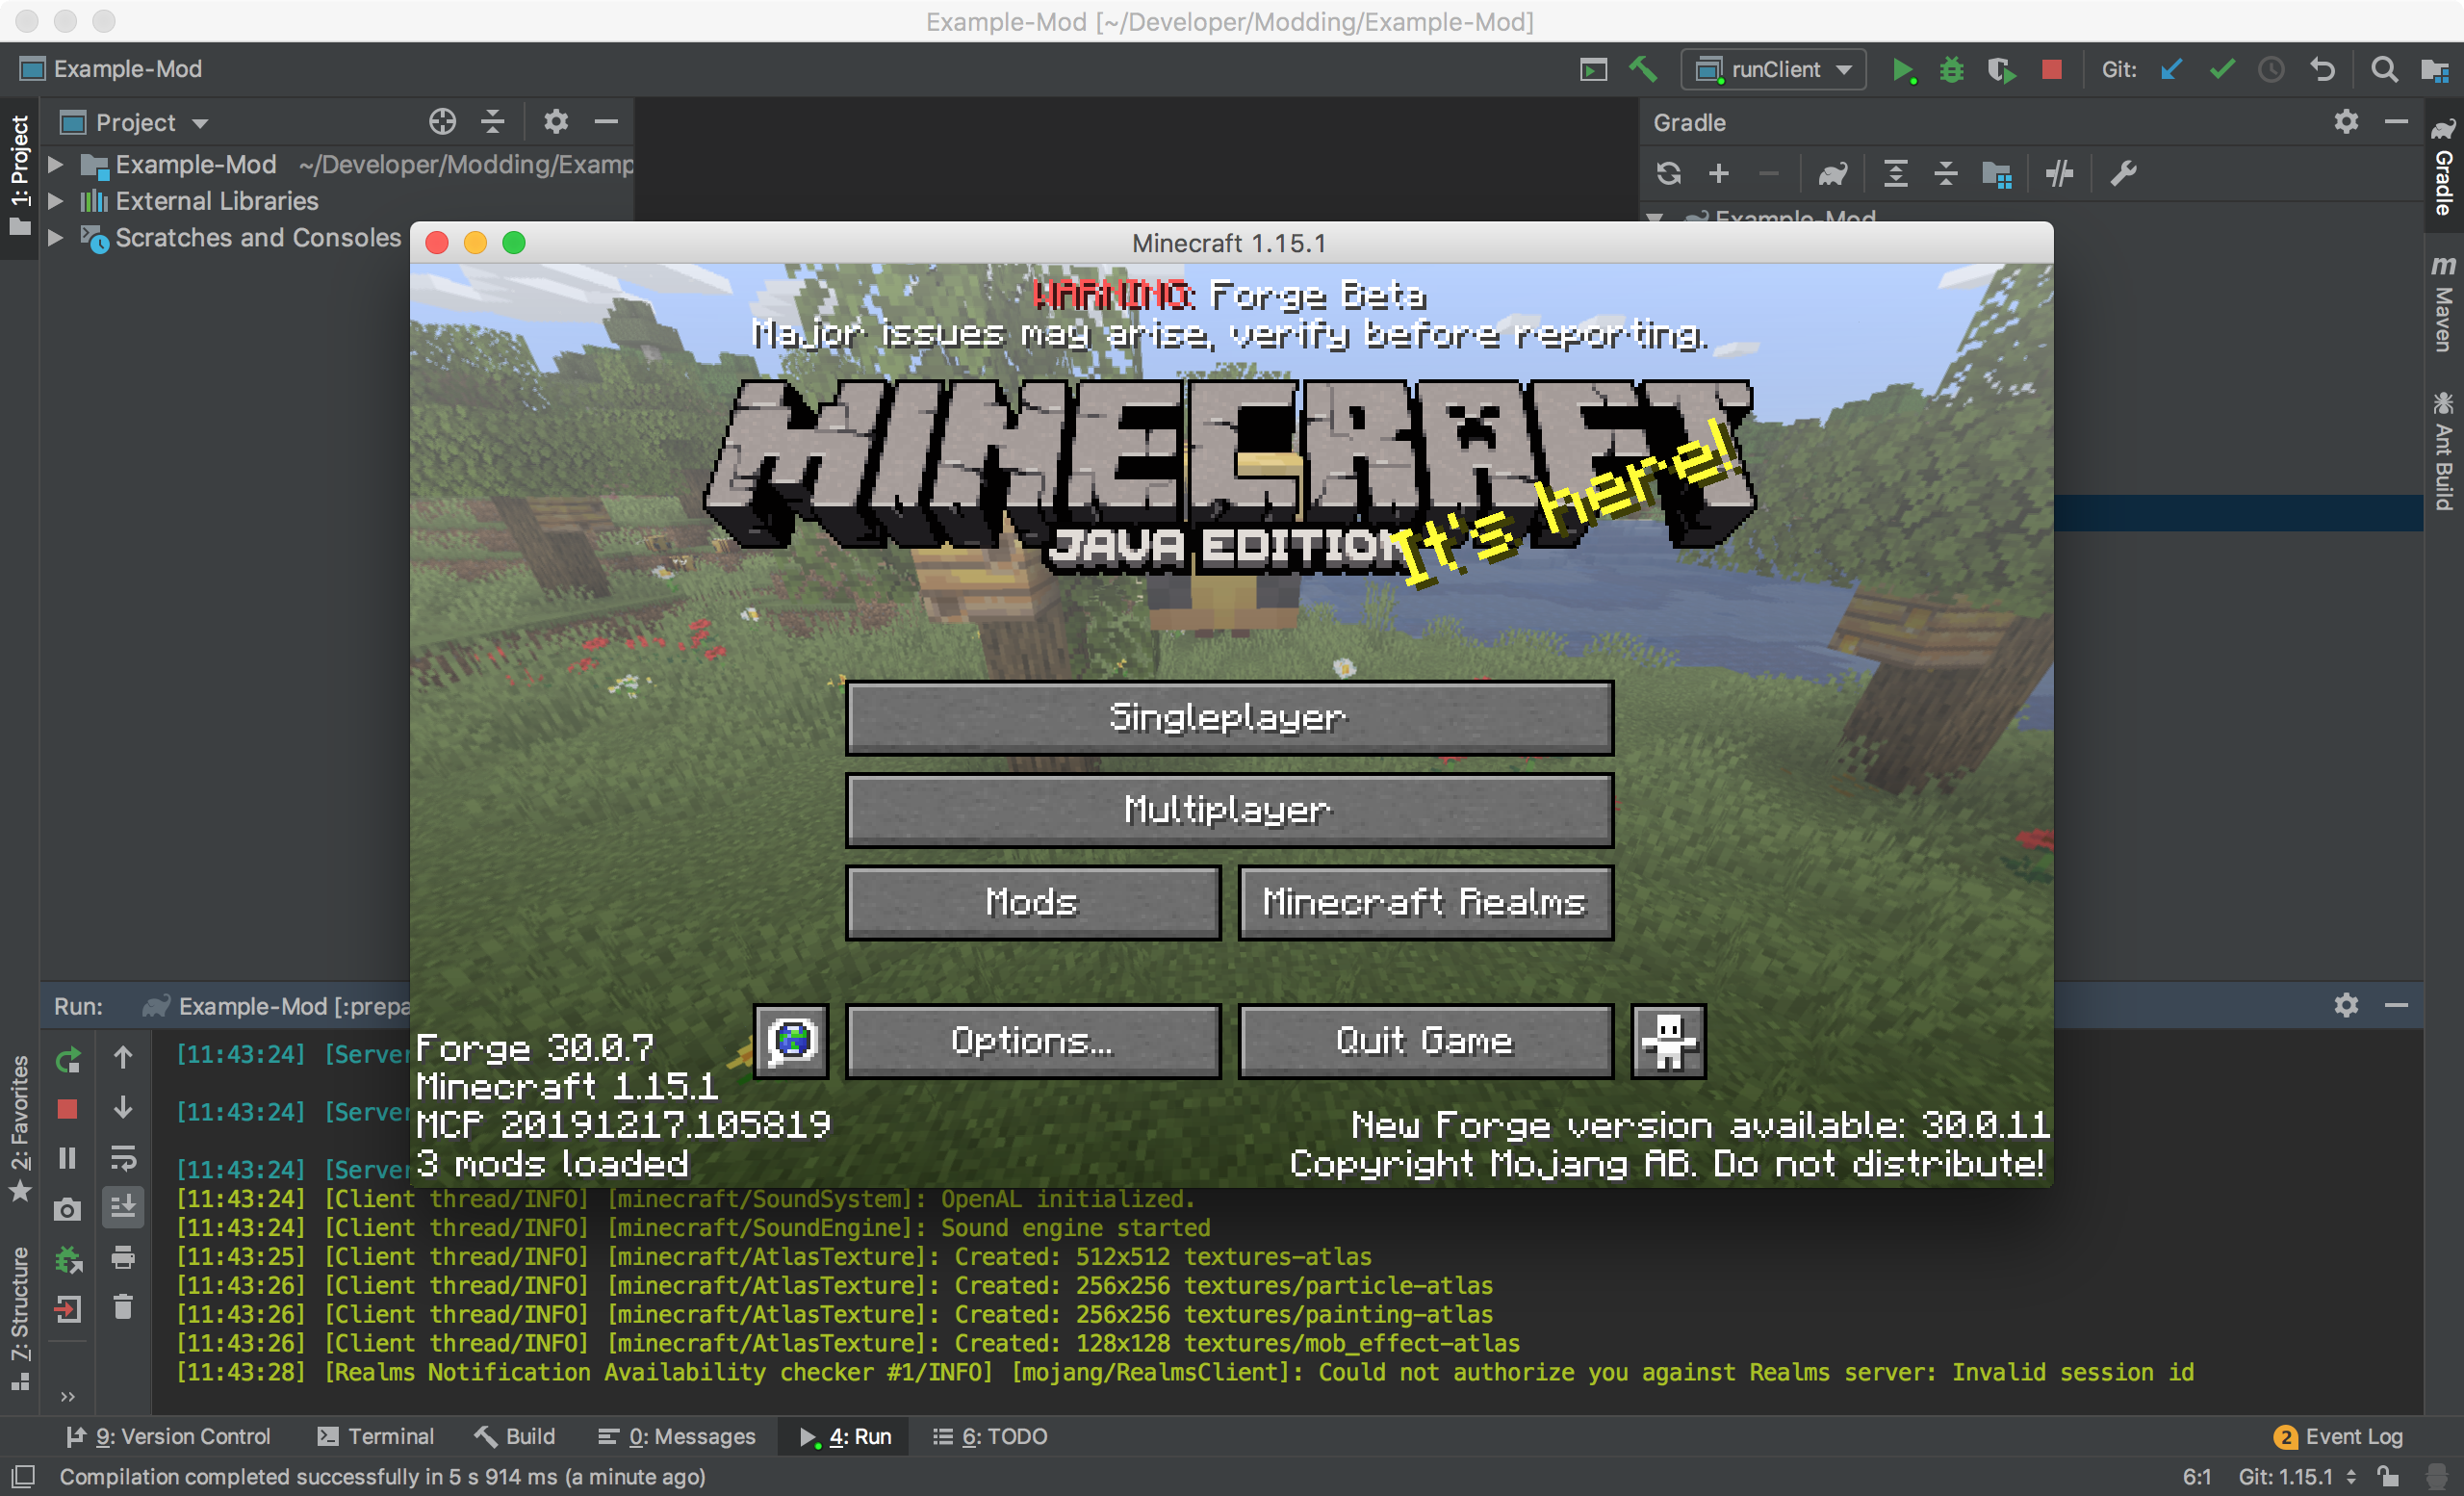 Example-Mod [~/Developer/Modding/Example-Mod]
Example-Mod
runClient
Git:
1: Project
Project
Example-Mod ~/Developer/Modding/Examp
External Libraries
Scratches and Consoles
Gradle
Example-Mod
Gradle
Maven
Ant Build
Minecraft 1.15.1
WARNING: Forge Beta
Major issues may arise, verify before reporting.
MINECRAFT
JAVA EDITION
It's here!
Singleplayer
Multiplayer
Mods
Minecraft Realms
Options...
Quit Game
Forge 30.0.7
Minecraft 1.15.1
MCP 20191217.105819
3 mods loaded
New Forge version available: 30.0.11
Copyright Mojang AB. Do not distribute!
Run:
Example-Mod [:prepa
[11:43:24] [Server
[11:43:24] [Server
[11:43:24] [Server
[11:43:24] [Client thread/INFO] [minecraft/SoundSystem]: OpenAL initialized.
[11:43:24] [Client thread/INFO] [minecraft/SoundEngine]: Sound engine started
[11:43:25] [Client thread/INFO] [minecraft/AtlasTexture]: Created: 512x512 textures-atlas
[11:43:26] [Client thread/INFO] [minecraft/AtlasTexture]: Created: 256x256 textures/particle-atlas
[11:43:26] [Client thread/INFO] [minecraft/AtlasTexture]: Created: 256x256 textures/painting-atlas
[11:43:26] [Client thread/INFO] [minecraft/AtlasTexture]: Created: 128x128 textures/mob_effect-atlas
[11:43:28] [Realms Notification Availability checker #1/INFO] [mojang/RealmsClient]: Could not authorize you against Realms server: Invalid session id
2: Favorites
7: Structure
9: Version Control
Terminal
Build
0: Messages
4: Run
6: TODO
2 Event Log
Compilation completed successfully in 5 s 914 ms (a minute ago)
6:1
Git: 1.15.1